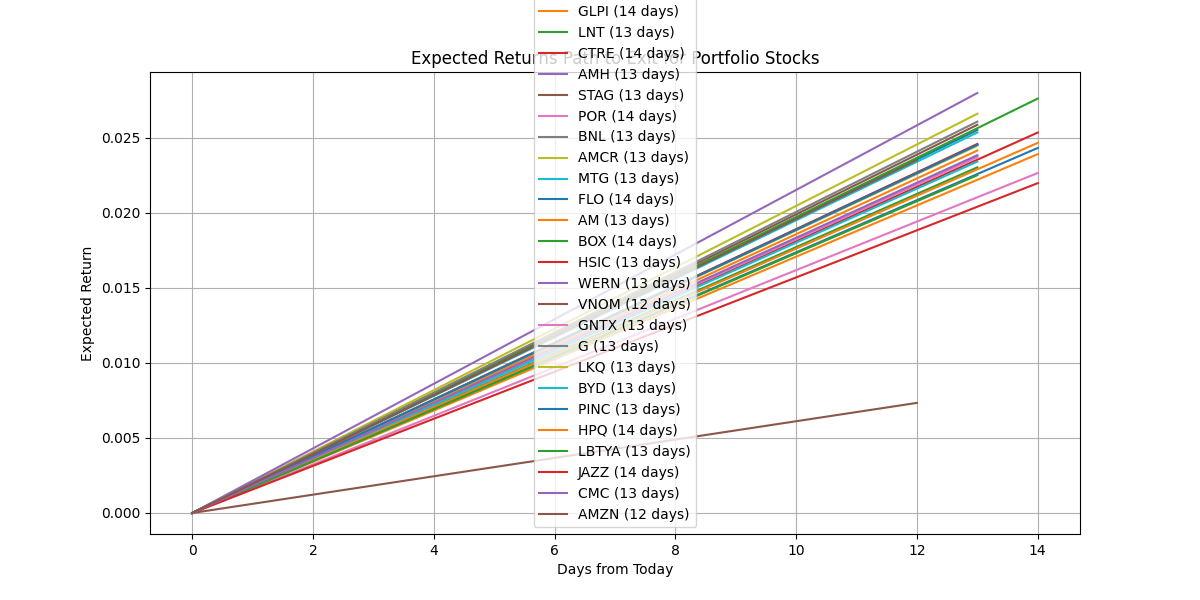 GLPI (14 days)
LNT (13 days)
CTRE (14 days)
Expected Returns Path to Exit for Portfolio Stocks
AMH (13 days)
STAG (13 days)
POR (14 days)
BNL (13 days)
AMCR (13 days)
MTG (13 days)
FLO (14 days)
AM (13 days)
BOX (14 days)
HSIC (13 days)
WERN (13 days)
VNOM (12 days)
GNTX (13 days)
G (13 days)
LKQ (13 days)
BYD (13 days)
PINC (13 days)
HPQ (14 days)
LBTYA (13 days)
JAZZ (14 days)
CMC (13 days)
AMZN (12 days)
Expected Return
0.025
0.020
0.015
0.010
0.005
0.000
0 2 4 6 8 10 12 14
Days from Today